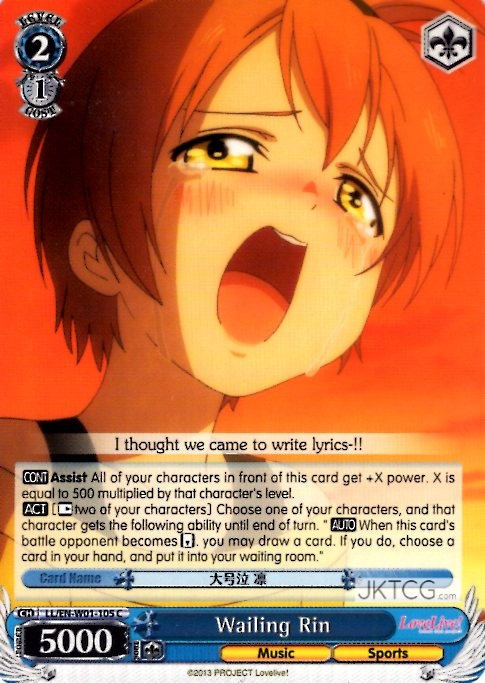 LEVEL
2
1
COST
I thought we came to write lyrics-!!
CONT Assist All of your characters in front of this card get +X power. X is
equal to 500 multiplied by that character's level.
ACT [two of your characters] Choose one of your characters, and that
character gets the following ability until end of turn. " AUTO When this card's
battle opponent becomes , you may draw a card. If you do, choose a
card in your hand, and put it into your waiting room."
Card Name
大号泣 凛
JKTCG.com
CH LL/EN-W01-105 C
POWER
5000
Wailing Rin
LoveLive!
Music
Sports
©2013 PROJECT Lovelive!